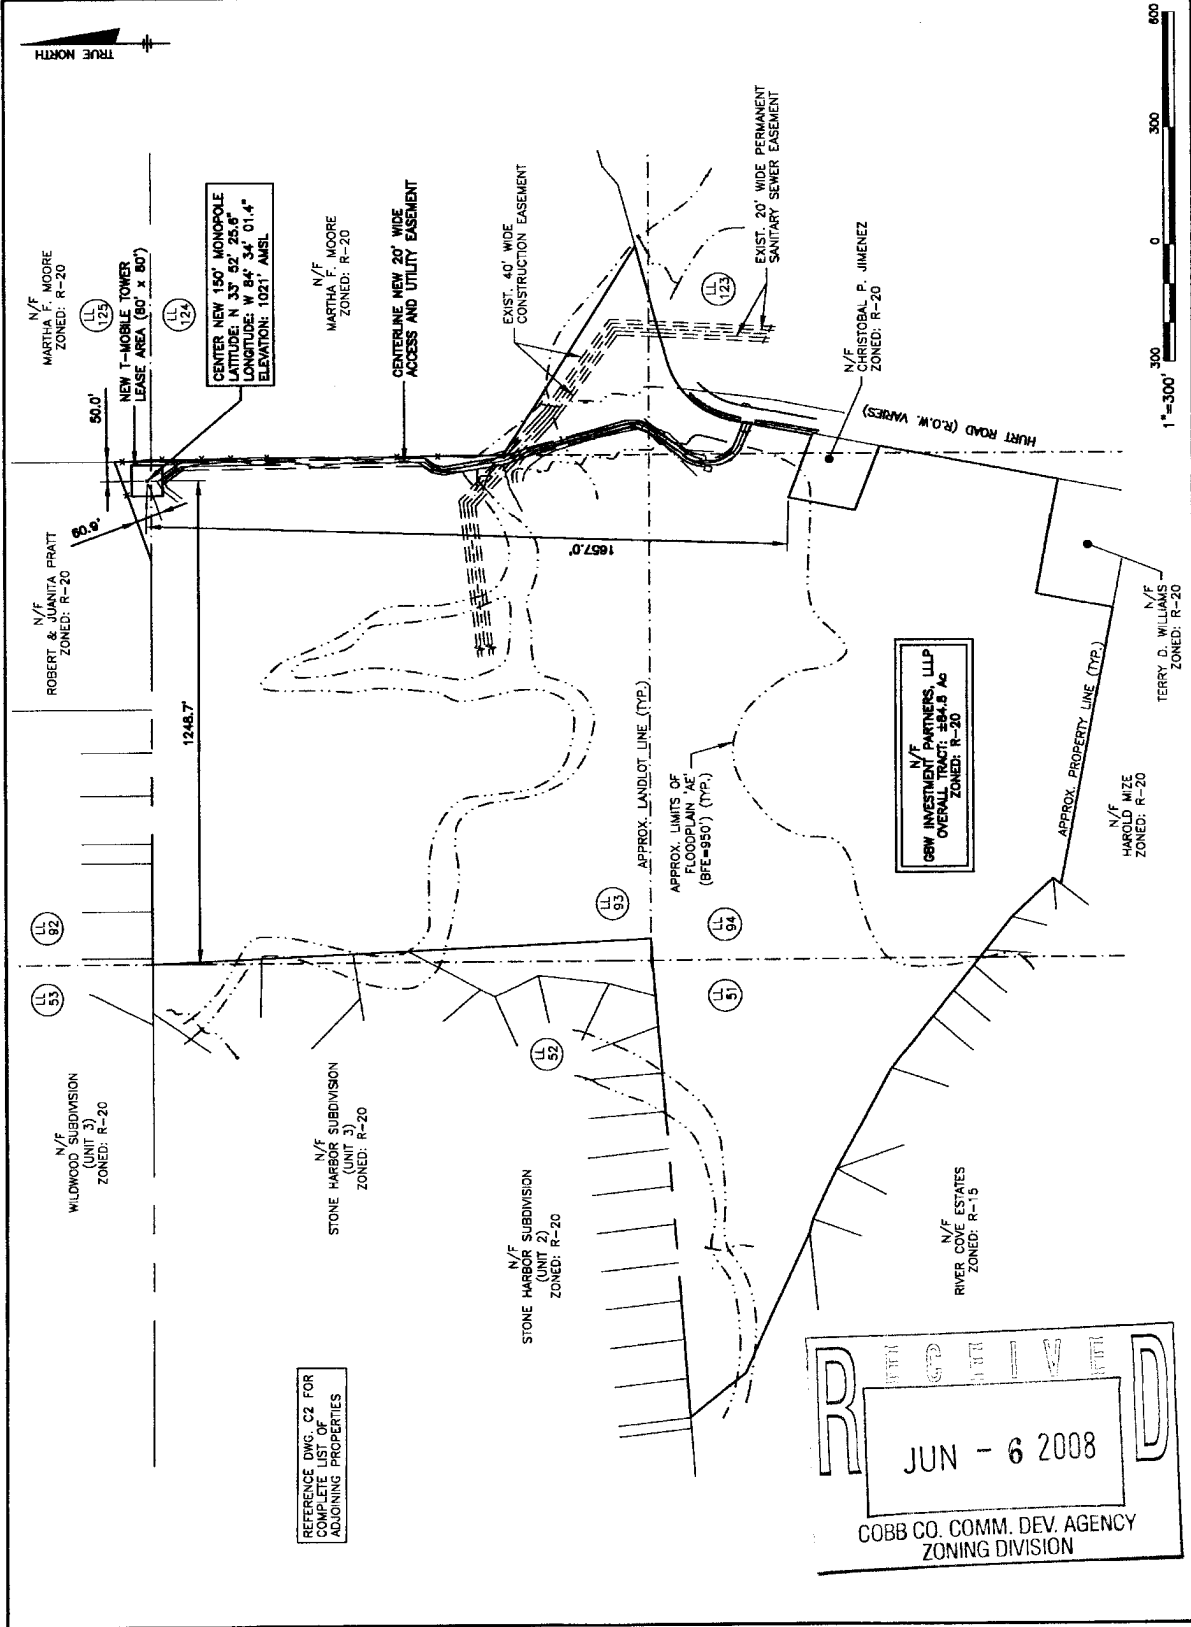 TRUE NORTH
N/F
MARTHA F. MOORE
ZONED: R-20
LL
125
NEW T-MOBILE TOWER
LEASE AREA (80' x 80')
LL
124
50.0'
CENTER NEW 150' MONOPOLE
LATITUDE: N 33° 52' 25.6"
LONGITUDE: W 84° 34' 01.4"
ELEVATION: 1021' AMSL
N/F
MARTHA F. MOORE
ZONED: R-20
CENTERLINE NEW 20' WIDE
ACCESS AND UTILITY EASEMENT
EXIST. 40' WIDE
CONSTRUCTION EASEMENT
LL
123
EXIST. 20' WIDE PERMANENT
SANITARY SEWER EASEMENT
N/F
CHRISTOBAL P. JIMENEZ
ZONED: R-20
HURT ROAD (R.O.W. VARIES)
300
0
300
600
1"=300'
60.9'
N/F
ROBERT & JUANITA PRATT
ZONED: R-20
1248.7'
1657.0'
APPROX. LANDLOT LINE (TYP.)
APPROX. LIMITS OF
FLOODPLAIN 'AE'
(BFE=950') (TYP.)
N/F
GBW INVESTMENT PARTNERS, LLLP
OVERALL TRACT: ±84.8 Ac
ZONED: R-20
APPROX. PROPERTY LINE (TYP.)
N/F
TERRY D. WILLIAMS
ZONED: R-20
N/F
HAROLD MIZE
ZONED: R-20
LL
92
LL
53
LL
93
LL
94
LL
51
LL
52
N/F
WILDWOOD SUBDIVISION
(UNIT 3)
ZONED: R-20
N/F
STONE HARBOR SUBDIVISION
(UNIT 3)
ZONED: R-20
N/F
STONE HARBOR SUBDIVISION
(UNIT 2)
ZONED: R-20
N/F
RIVER COVE ESTATES
ZONED: R-15
REFERENCE DWG. C2 FOR
COMPLETE LIST OF
ADJOINING PROPERTIES
RECEIVED
JUN - 6 2008
COBB CO. COMM. DEV. AGENCY
ZONING DIVISION